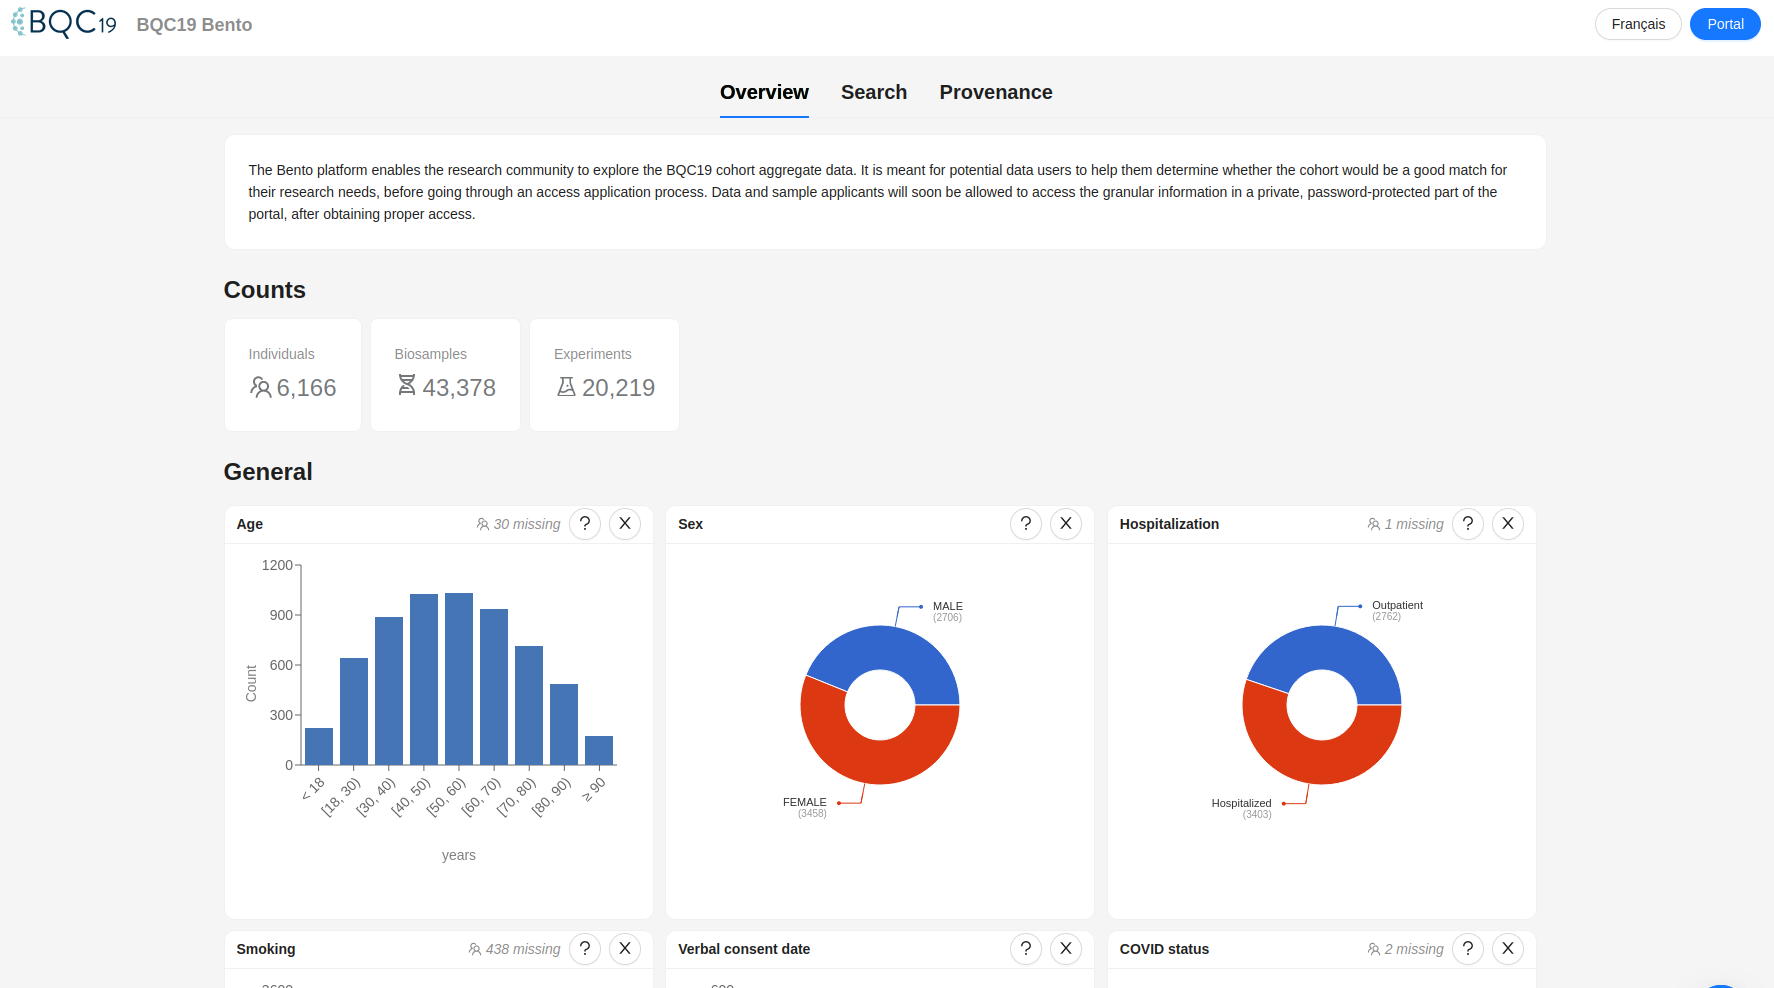 BQC19
BQC19 Bento
Français
Portal
Overview
Search
Provenance
The Bento platform enables the research community to explore the BQC19 cohort aggregate data. It is meant for potential data users to help them determine whether the cohort would be a good match for
their research needs, before going through an access application process. Data and sample applicants will soon be allowed to access the granular information in a private, password-protected part of the
portal, after obtaining proper access.
Counts
Individuals
6,166
Biosamples
43,378
Experiments
20,219
General
Age
30 missing
?
X
1200
900
600
300
0
Count
< 18
[18, 30)
[30, 40)
[40, 50)
[50, 60)
[60, 70)
[70, 80)
[80, 90)
≥ 90
years
Sex
?
X
MALE
(2706)
FEMALE
(3458)
Hospitalization
1 missing
?
X
Outpatient
(2762)
Hospitalized
(3403)
Smoking
438 missing
?
X
Verbal consent date
?
X
COVID status
2 missing
?
X